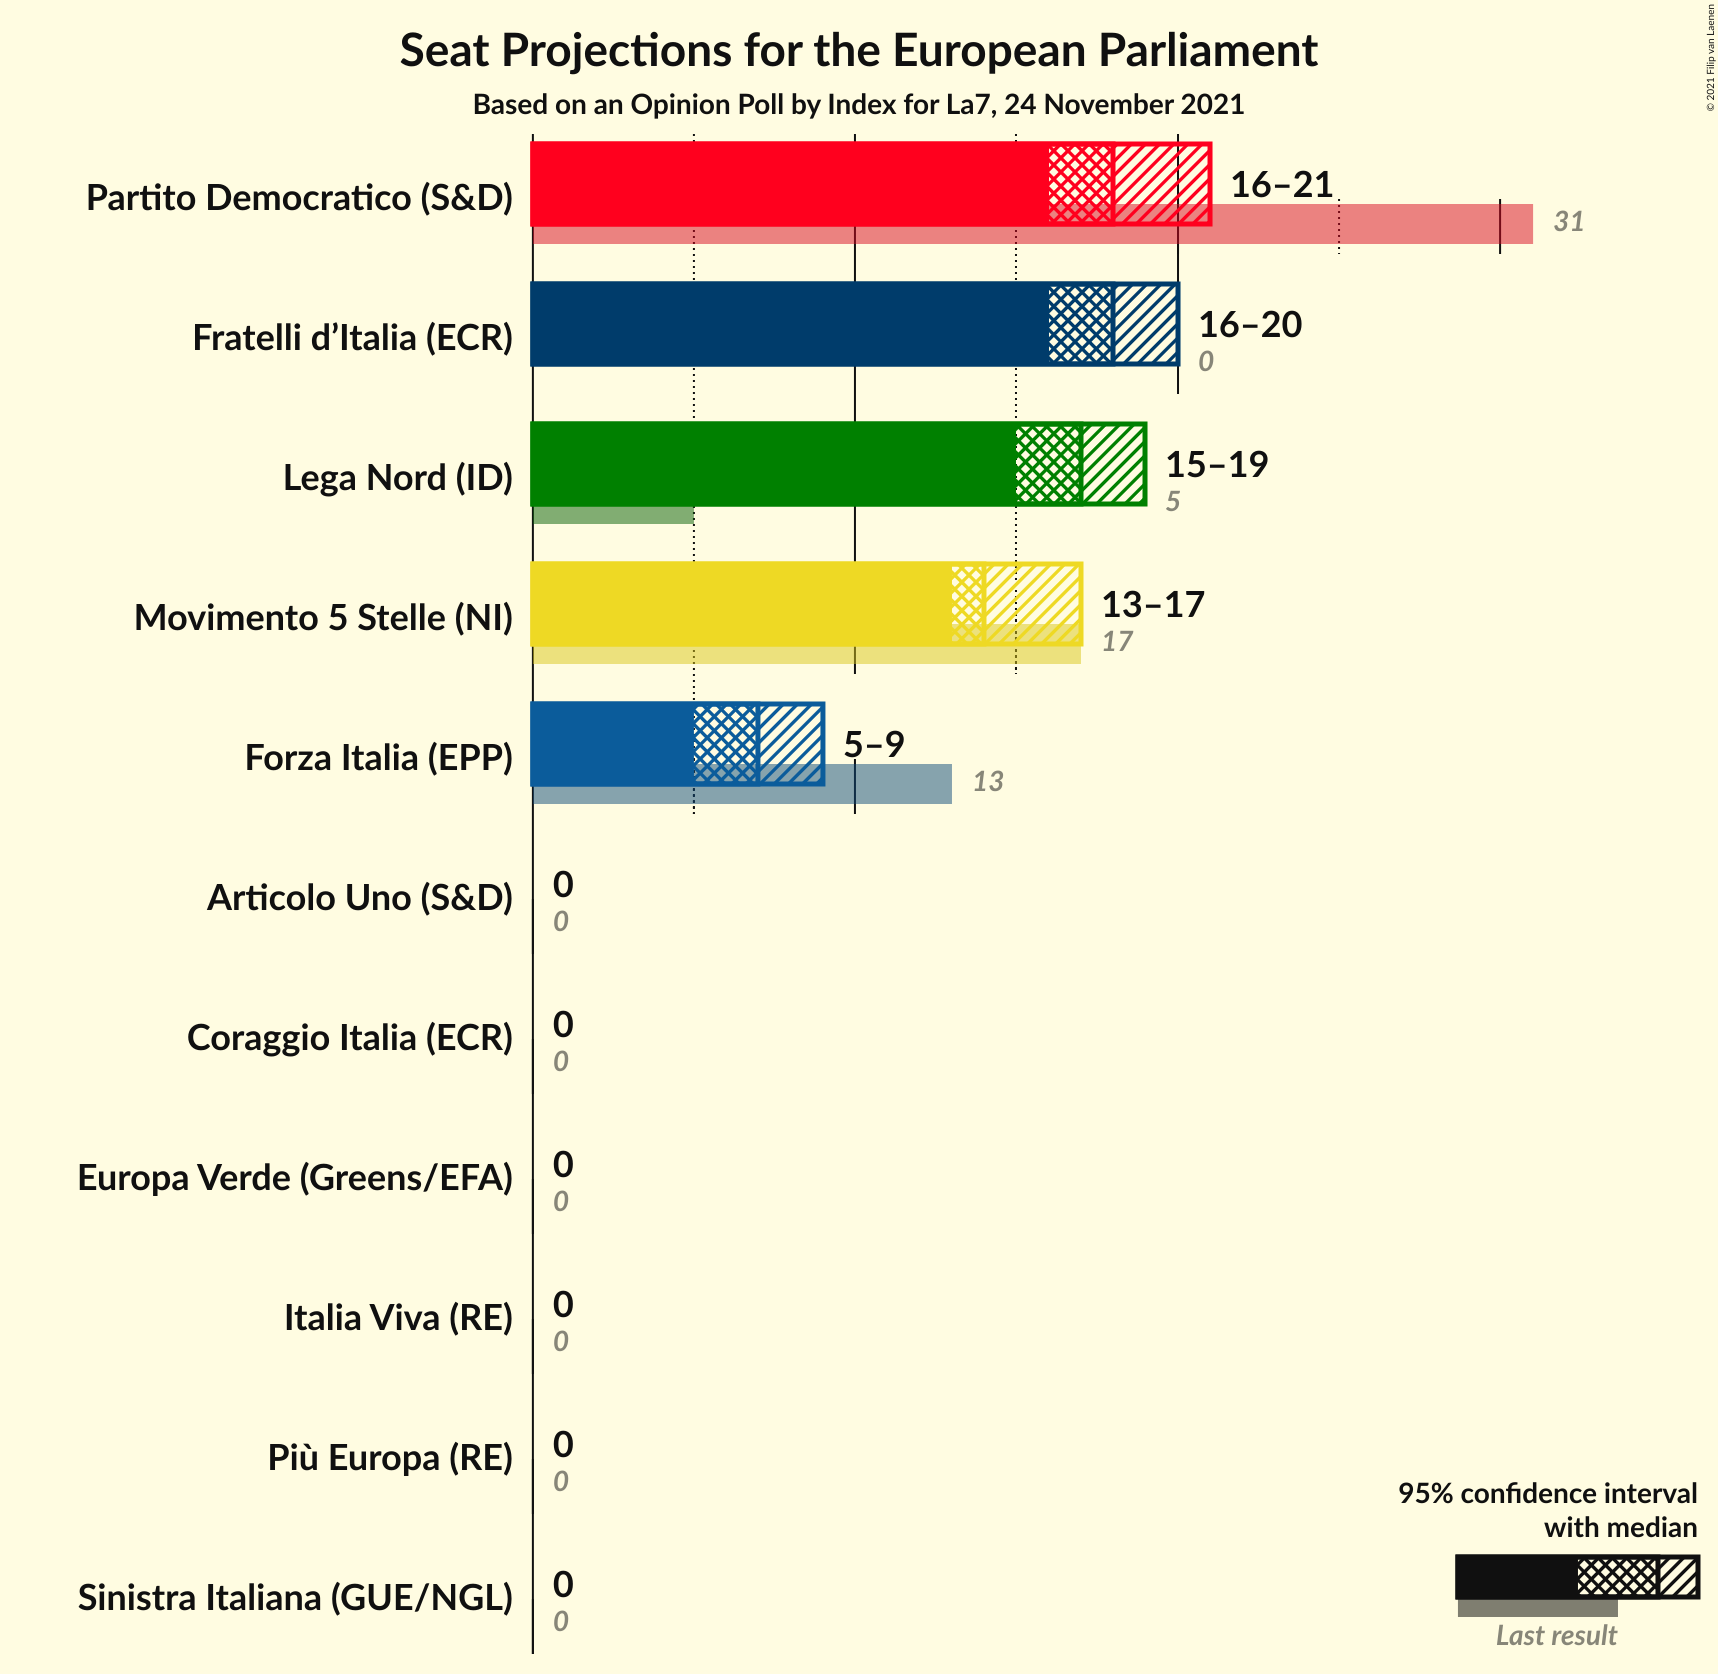 Seat Projections for the European Parliament
Based on an Opinion Poll by Index for La7, 24 November 2021
© 2021 Filip van Laenen
Partito Democratico (S&D)
16–21
31
Fratelli d’Italia (ECR)
16–20
0
Lega Nord (ID)
15–19
5
Movimento 5 Stelle (NI)
13–17
17
Forza Italia (EPP)
5–9
13
Articolo Uno (S&D)
0
0
Coraggio Italia (ECR)
0
0
Europa Verde (Greens/EFA)
0
0
Italia Viva (RE)
0
0
Più Europa (RE)
0
0
Sinistra Italiana (GUE/NGL)
0
0
95% confidence interval
with median
Last result